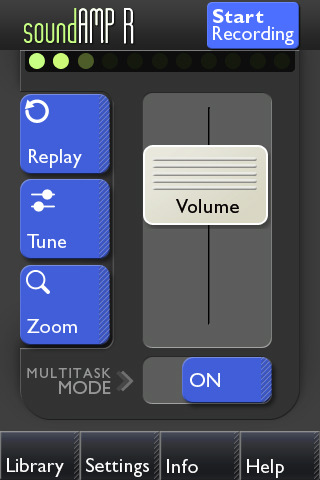 soundAMP R
Start
Recording
Replay
Tune
Zoom
Volume
MULTITASK
MODE
ON
Library
Settings
Info
Help